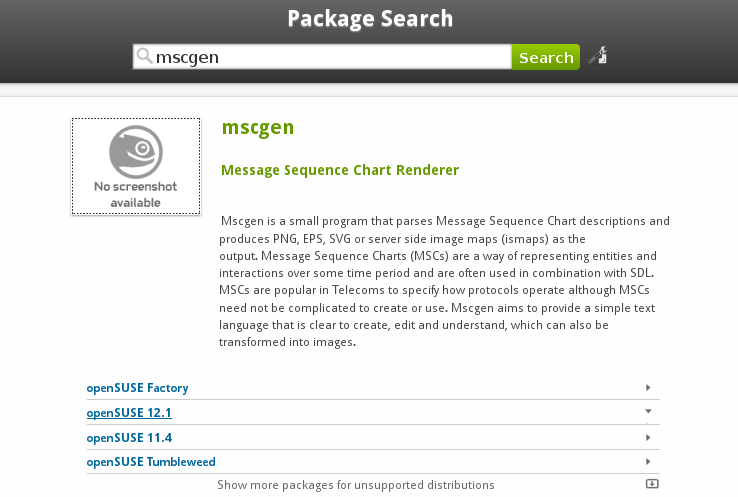 Package Search
mscgen
Search
No screenshot
available
mscgen
Message Sequence Chart Renderer
Mscgen is a small program that parses Message Sequence Chart descriptions and
produces PNG, EPS, SVG or server side image maps (ismaps) as the
output. Message Sequence Charts (MSCs) are a way of representing entities and
interactions over some time period and are often used in combination with SDL.
MSCs are popular in Telecoms to specify how protocols operate although MSCs
need not be complicated to create or use. Mscgen aims to provide a simple text
language that is clear to create, edit and understand, which can also be
transformed into images.
openSUSE Factory
openSUSE 12.1
openSUSE 11.4
openSUSE Tumbleweed
Show more packages for unsupported distributions